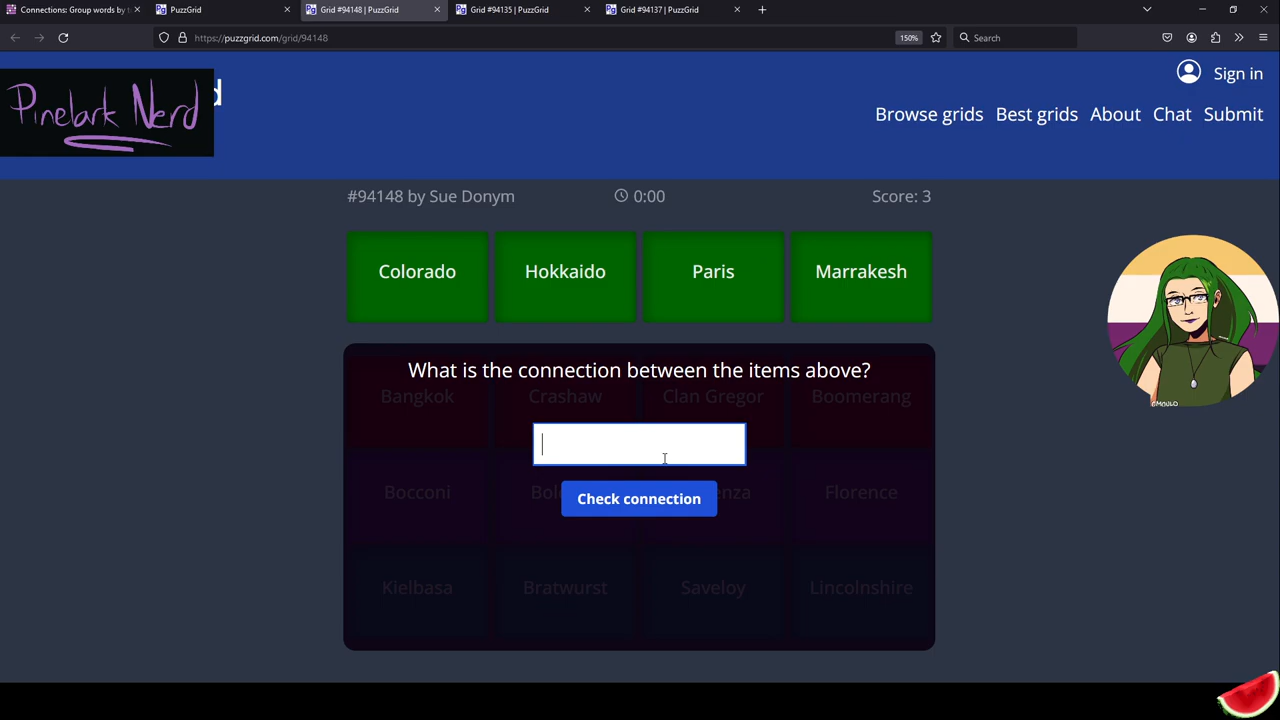 Connections: Group words by t
PuzzGrid
Grid #94148 | PuzzGrid
Grid #94135 | PuzzGrid
Grid #94137 | PuzzGrid
https://puzzgrid.com/grid/94148
150%
Search
Pinelark Nerd
d
Sign in
Browse grids Best grids About Chat Submit
#94148 by Sue Donym
0:00
Score: 3
Colorado Hokkaido Paris Marrakesh
What is the connection between the items above?
Bangkok Crashaw Clan Gregor Boomerang
Check connection
Bocconi Bol enza Florence
Kielbasa Bratwurst Saveloy Lincolnshire